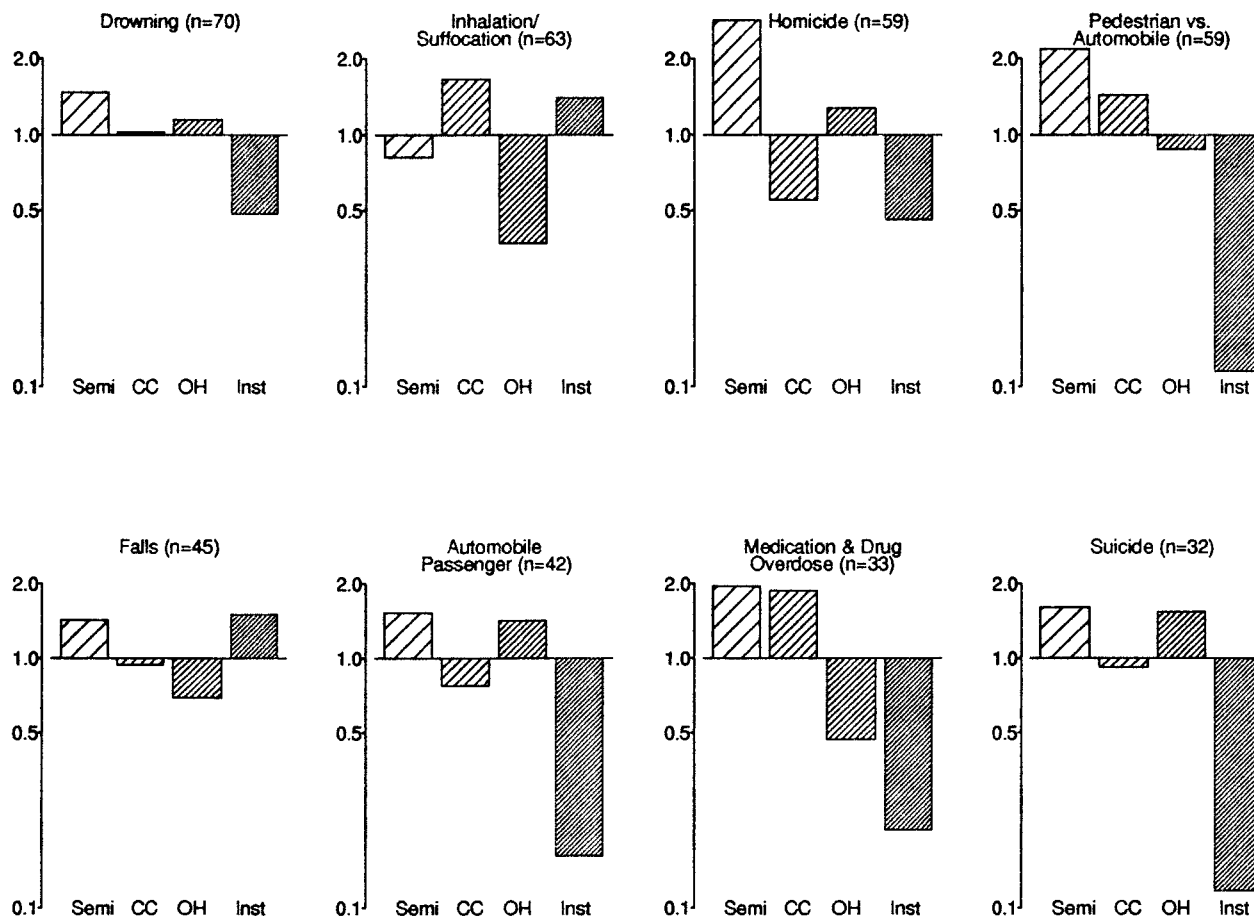 Drowning (n=70)
2.0
1.0
0.5
0.1
Semi CC OH Inst
Inhalation/
Suffocation (n=63)
2.0
1.0
0.5
0.1
Semi CC OH Inst
Homicide (n=59)
2.0
1.0
0.5
0.1
Semi CC OH Inst
Pedestrian vs.
Automobile (n=59)
2.0
1.0
0.5
0.1
Semi CC OH Inst
Falls (n=45)
2.0
1.0
0.5
0.1
Semi CC OH Inst
Automobile
Passenger (n=42)
2.0
1.0
0.5
0.1
Semi CC OH Inst
Medication & Drug
Overdose (n=33)
2.0
1.0
0.5
0.1
Semi CC OH Inst
Suicide (n=32)
2.0
1.0
0.5
0.1
Semi CC OH Inst